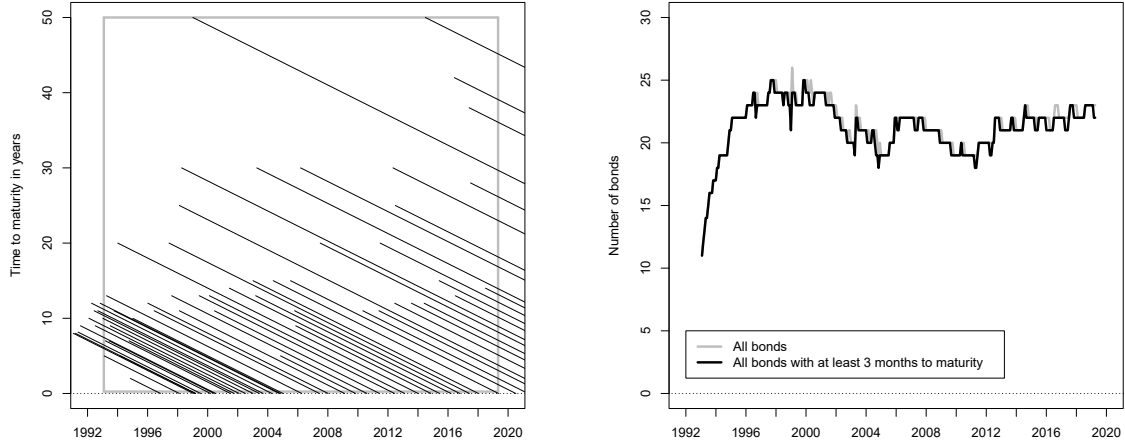 Time to maturity in years
50
40
30
20
10
0
1992 1996 2000 2004 2008 2012 2016 2020
Number of bonds
30
25
20
15
10
5
0
All bonds
All bonds with at least 3 months to maturity
1992 1996 2000 2004 2008 2012 2016 2020